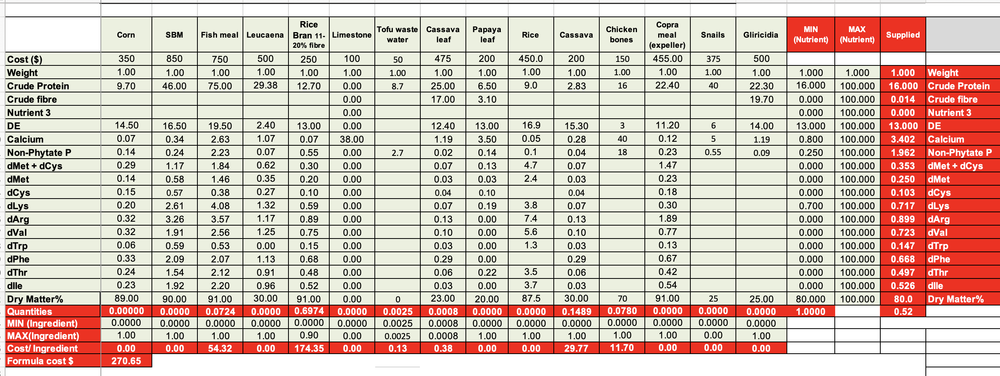 Corn SBM Fish meal Leucaena Rice Bran 11-20% fibre Limestone Tofu waste water Cassava leaf Papaya leaf Rice Cassava Chicken bones Copra meal (expeller) Snails Gliricidia MIN (Nutrient) MAX (Nutrient) Supplied
Cost ($) 350 850 750 500 250 100 50 475 200 450.0 200 150 455.00 375 500
Weight 1.00 1.00 1.00 1.00 1.00 1.00 1.00 1.00 1.00 1.00 1.00 1.00 1.00 1.00 1.00 1.000 1.000 1.000 Weight
Crude Protein 9.70 46.00 75.00 29.38 12.70 0.00 8.7 25.00 6.50 9.0 2.83 16 22.40 40 22.30 16.000 100.000 16.000 Crude Protein
Crude fibre 0.00 17.00 3.10 19.70 0.000 100.000 0.014 Crude fibre
Nutrient 3 0.00 0.000 100.000 0.000 Nutrient 3
DE 14.50 16.50 19.50 2.40 13.00 0.00 12.40 13.00 16.9 15.30 3 11.20 6 14.00 13.000 100.000 13.000 DE
Calcium 0.07 0.34 2.63 1.07 0.07 38.00 1.19 3.50 0.05 0.28 40 0.12 5 1.19 0.800 100.000 3.402 Calcium
Non-Phytate P 0.14 0.24 2.23 0.07 0.55 0.00 2.7 0.02 0.14 0.1 0.04 18 0.23 0.55 0.09 0.250 100.000 1.962 Non-Phytate P
dMet + dCys 0.29 1.17 1.84 0.62 0.30 0.00 0.07 0.13 4.7 0.07 1.47 0.000 100.000 0.353 dMet + dCys
dMet 0.14 0.58 1.46 0.35 0.20 0.00 0.03 0.03 2.4 0.03 0.23 0.000 100.000 0.250 dMet
dCys 0.15 0.57 0.38 0.27 0.10 0.00 0.04 0.10 0.04 0.18 0.000 100.000 0.103 dCys
dLys 0.20 2.61 4.08 1.32 0.59 0.00 0.07 0.19 3.8 0.07 0.30 0.700 100.000 0.717 dLys
dArg 0.32 3.26 3.57 1.17 0.89 0.00 0.13 0.00 7.4 0.13 1.89 0.000 100.000 0.899 dArg
dVal 0.32 1.91 2.56 1.25 0.75 0.00 0.10 0.00 5.6 0.10 0.77 0.000 100.000 0.723 dVal
dTrp 0.06 0.59 0.53 0.00 0.15 0.00 0.03 0.00 1.3 0.03 0.13 0.000 100.000 0.147 dTrp
dPhe 0.33 2.09 2.07 1.13 0.68 0.00 0.29 0.00 0.29 0.67 0.000 100.000 0.668 dPhe
dThr 0.24 1.54 2.12 0.91 0.48 0.00 0.06 0.22 3.5 0.06 0.42 0.000 100.000 0.497 dThr
dIle 0.23 1.92 2.20 0.96 0.52 0.00 0.03 0.00 3.7 0.03 0.54 0.000 100.000 0.526 dIle
Dry Matter% 89.00 90.00 91.00 30.00 91.00 0.00 0 23.00 20.00 87.5 30.00 70 91.00 25 25.00 80.000 100.000 80.0 Dry Matter%
Quantities 0.00000 0.0000 0.0724 0.0000 0.6974 0.0000 0.0025 0.0008 0.0000 0.0000 0.1489 0.0780 0.0000 0.0000 0.0000 1.0000 0.52
MIN (Ingredient) 0.0000 0.0000 0.0000 0.0000 0.0000 0.0000 0.0025 0.0008 0.0000 0.0000 0.0000 0.0000 0.0000 0.0000 0.0000
MAX(Ingredient) 1.00 1.00 1.00 1.00 0.90 0.00 0.0025 0.0008 1.00 1.00 1.00 1.00 1.00 0.00 1.00
Cost/ Ingredient 0.00 0.00 54.32 0.00 174.35 0.00 0.13 0.38 0.00 0.00 29.77 11.70 0.00 0.00 0.00
Formula cost $ 270.65